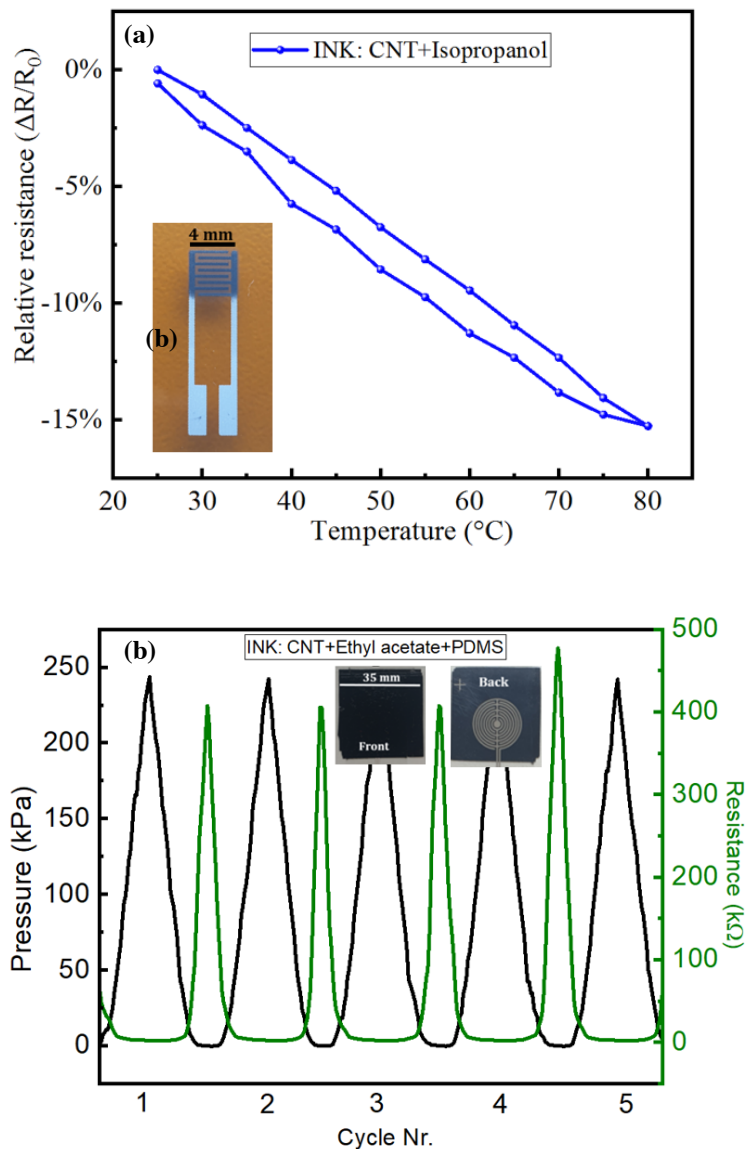 (a)
INK: CNT+Isopropanol
0%
-5%
-10%
-15%
Relative resistance (ΔR/R₀)
4 mm
(b)
20 30 40 50 60 70 80
Temperature (°C)
(b)
INK: CNT+Ethyl acetate+PDMS
250
200
150
100
50
0
Pressure (kPa)
35 mm
Front
Back
500
400
300
200
100
0
Resistance (kΩ)
1 2 3 4 5
Cycle Nr.